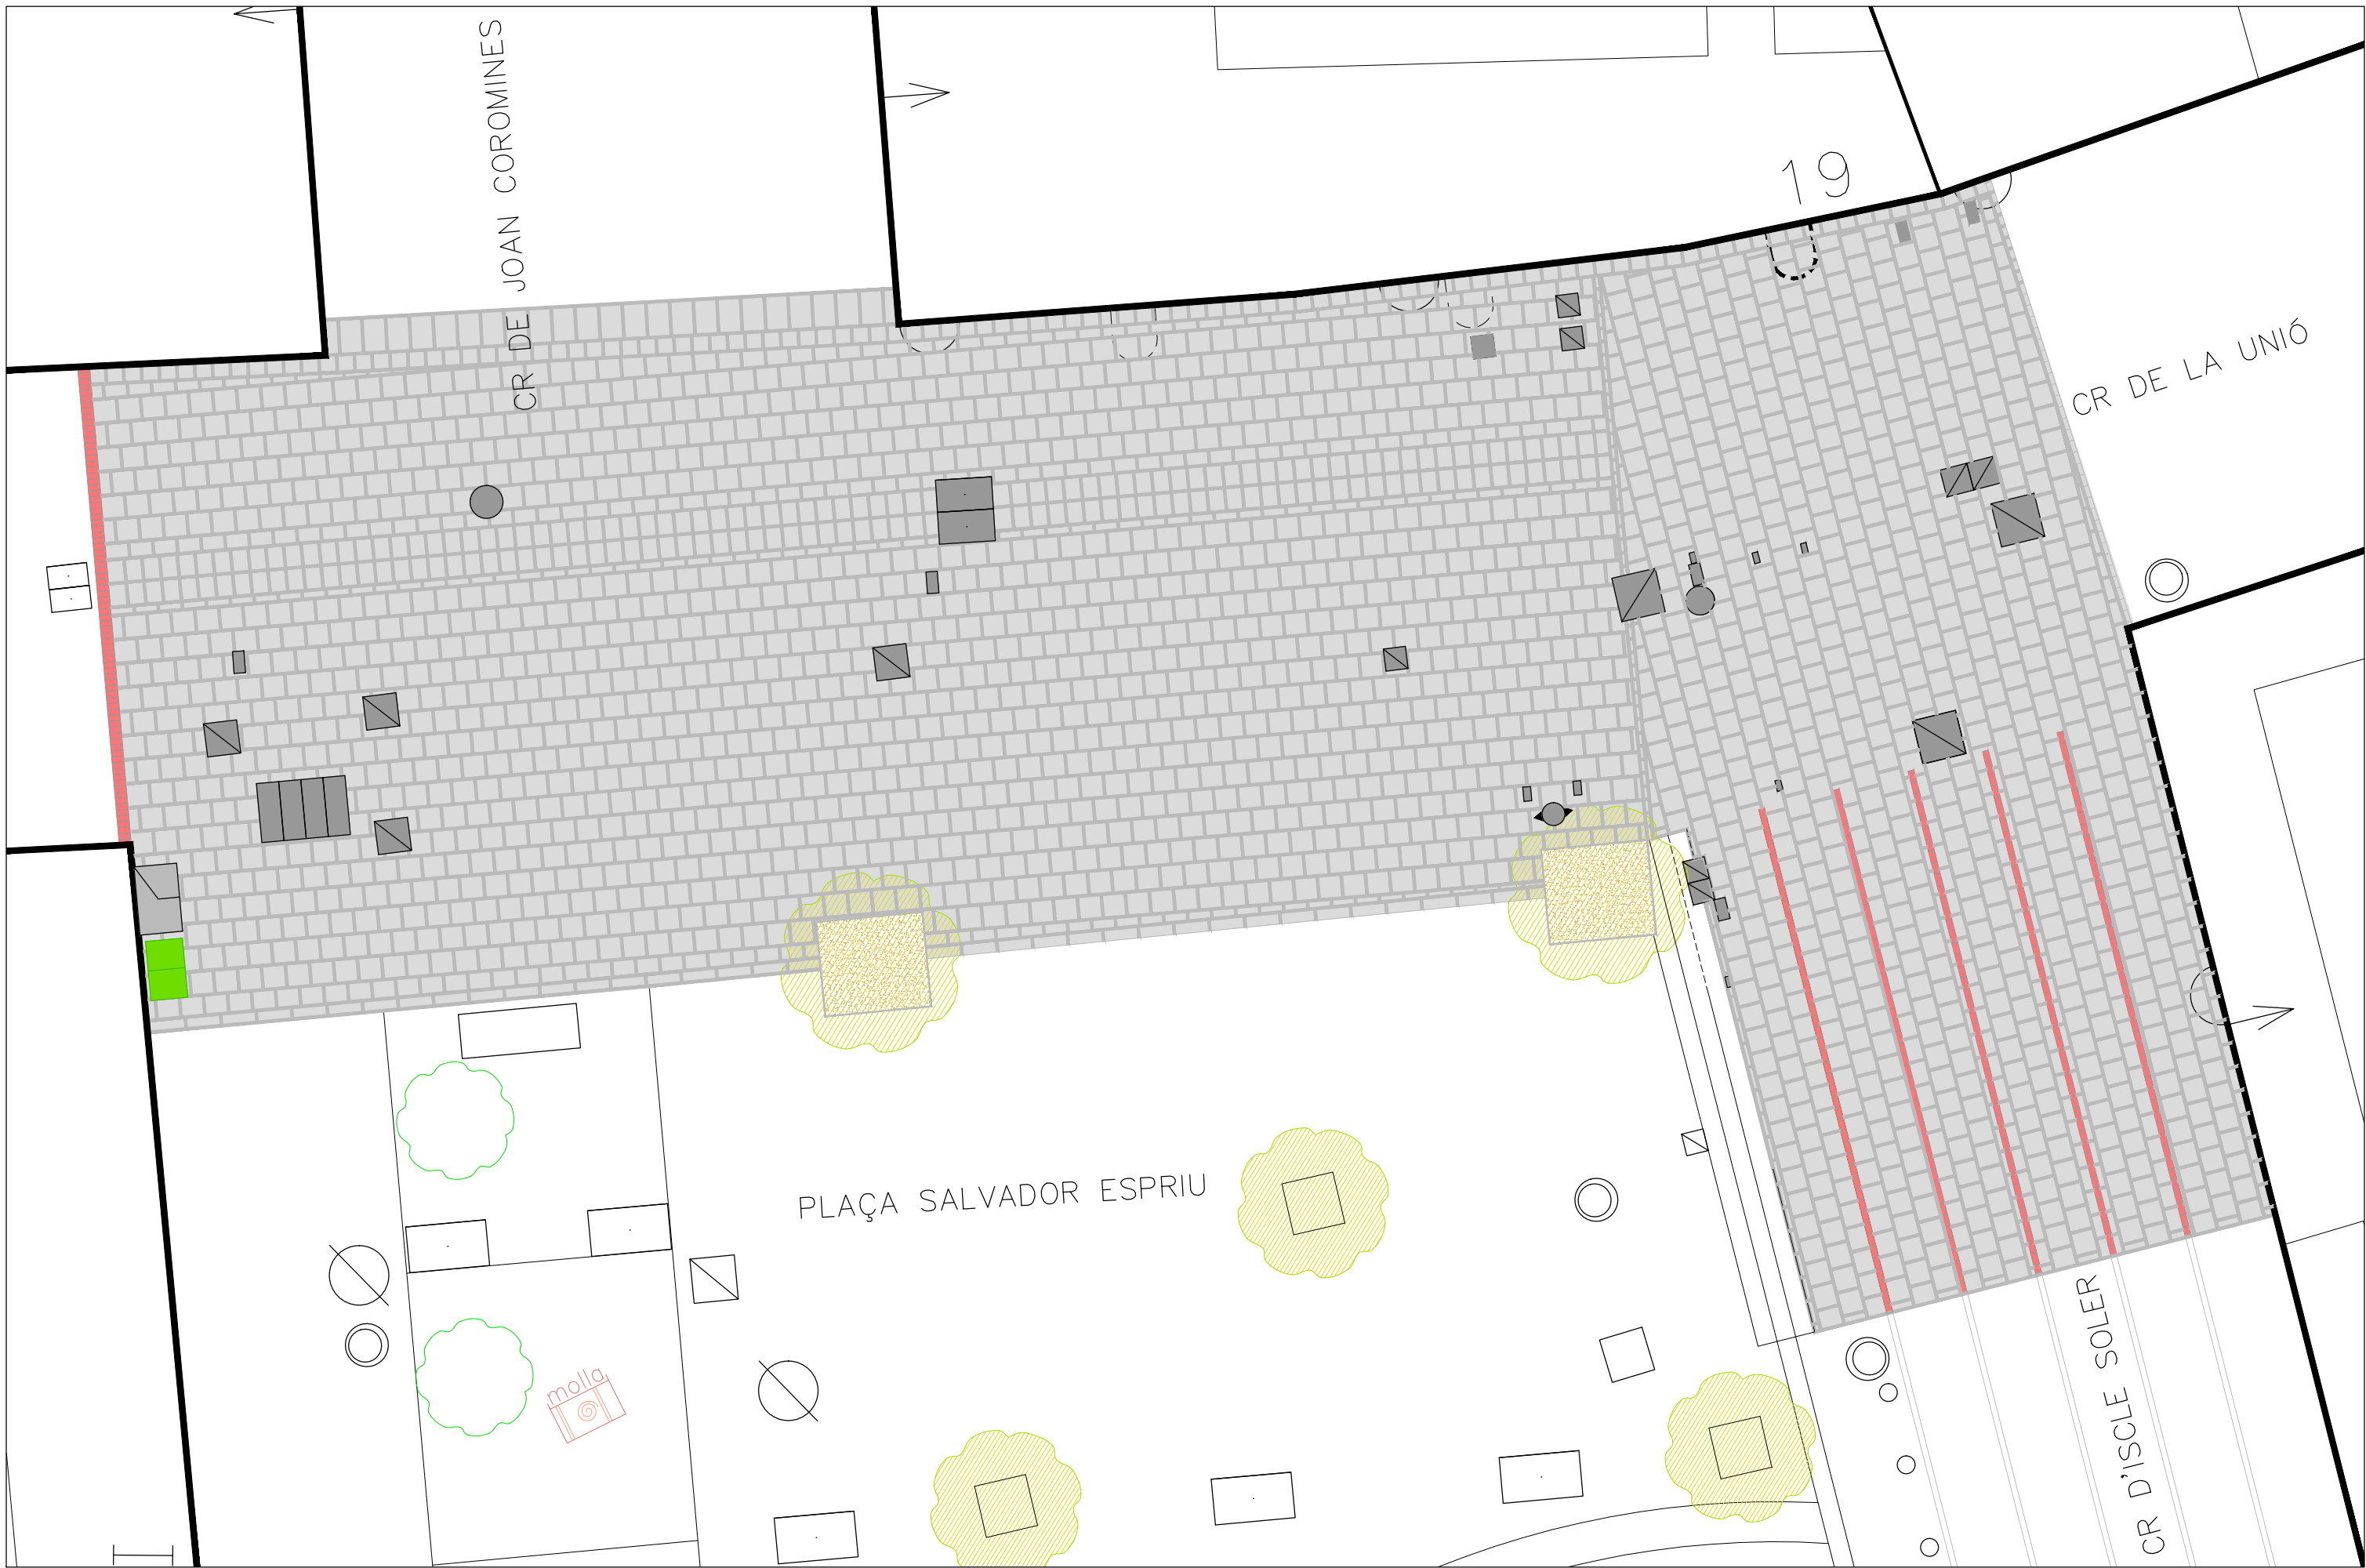 CR DE JOAN COROMINES
19
CR DE LA UNIÓ
PLAÇA SALVADOR ESPRIU
molla
CR D'ISCLE SOLER